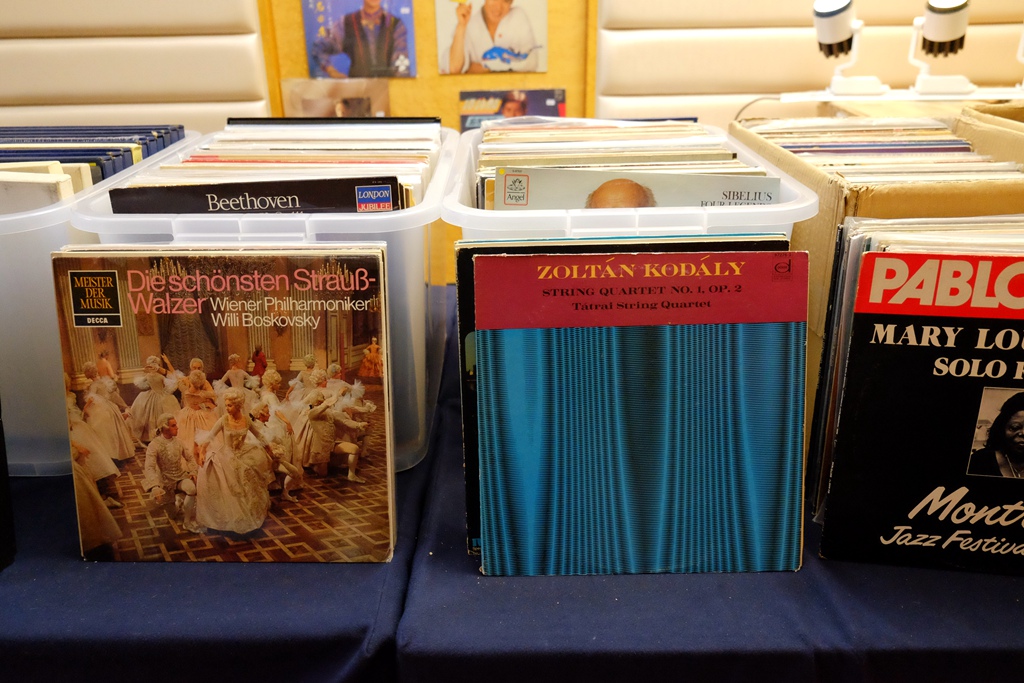 Beethoven
LONDON
JUBILEE
Angel
SIBELIUS
MEISTER
DER
MUSIK
DECCA
Die schönsten Strauß-
Walzer Wiener Philharmoniker
Willi Boskovsky
ZOLTÁN KODÁLY
STRING QUARTET NO. 1, OP. 2
Tátrai String Quartet
PABLO
MARY LOU
SOLO
Jazz Festiva